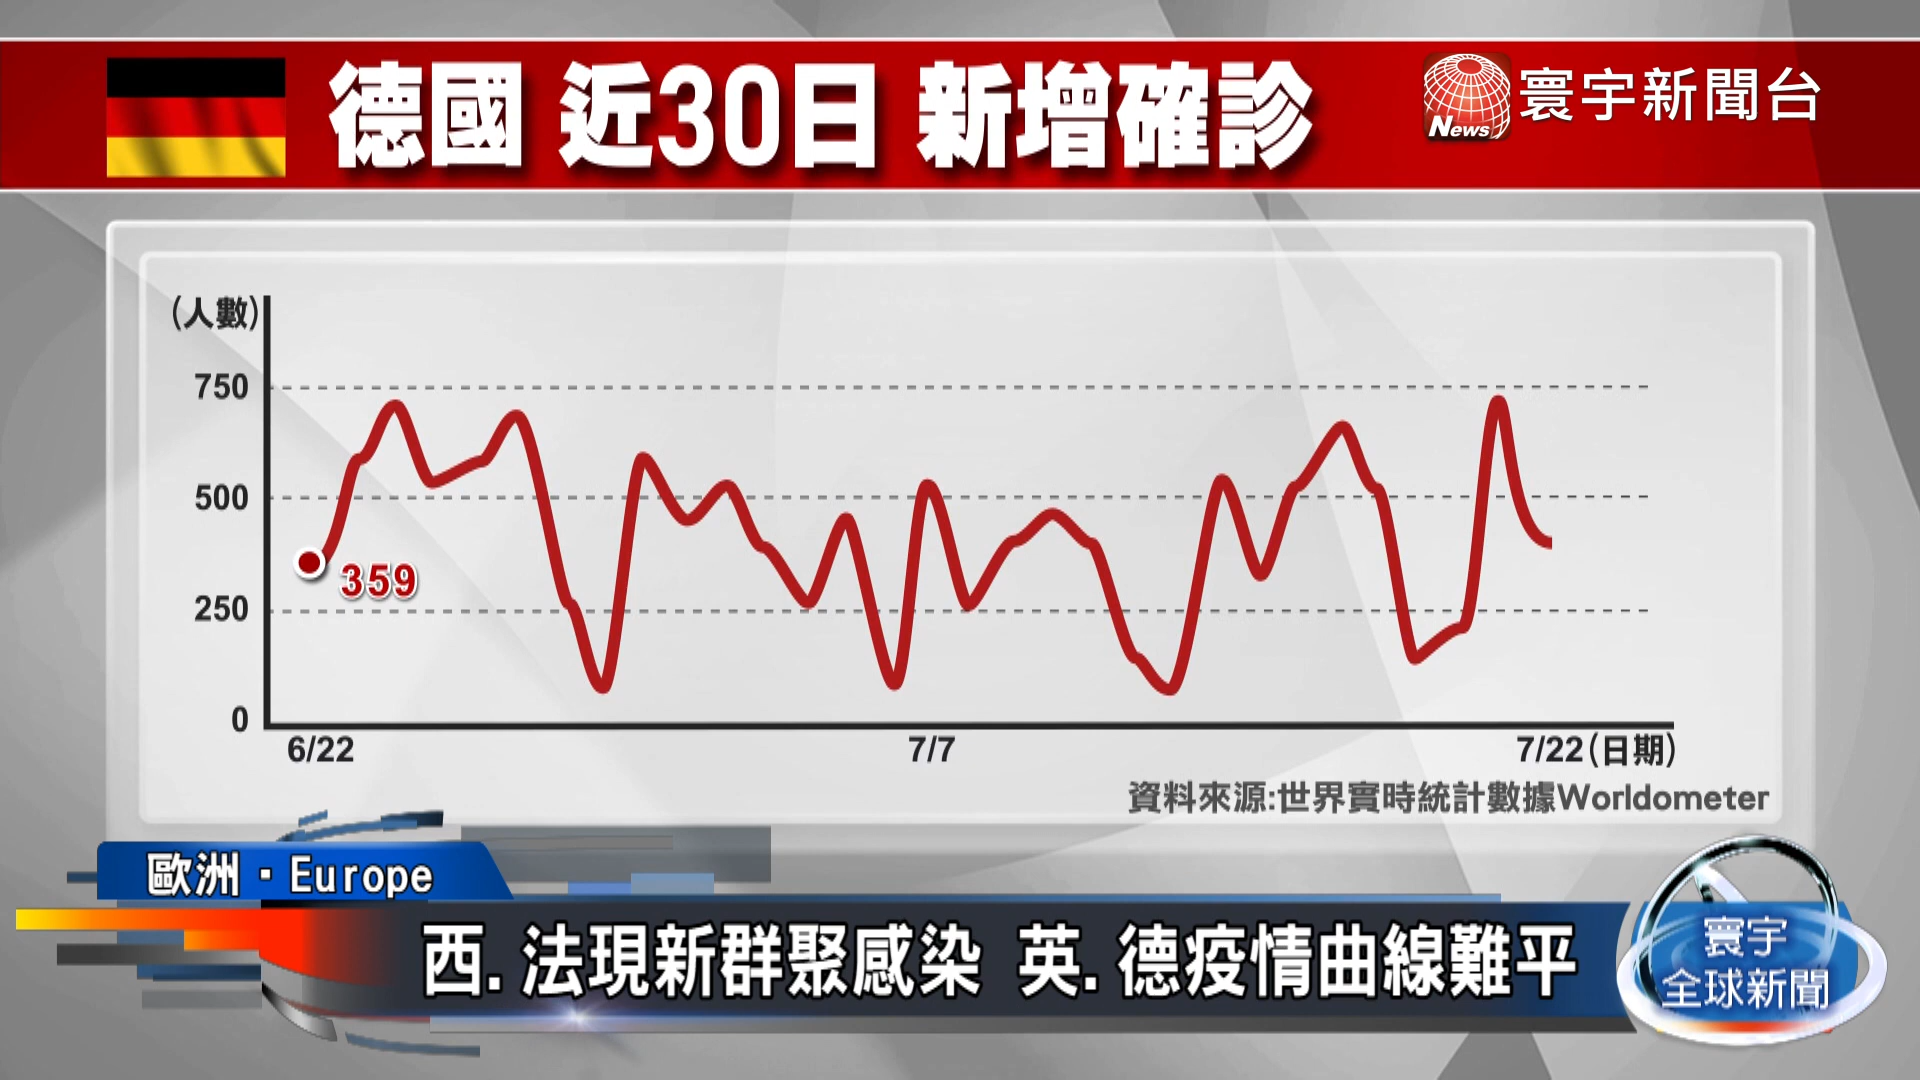 德國 近30日 新增確診
News 寰宇新聞台
(人數)
750
500
359
250
0
6/22 7/7 7/22(日期)
資料來源:世界實時統計數據Worldometer
歐洲·Europe
西.法現新群聚感染 英.德疫情曲線難平
寰宇
全球新聞